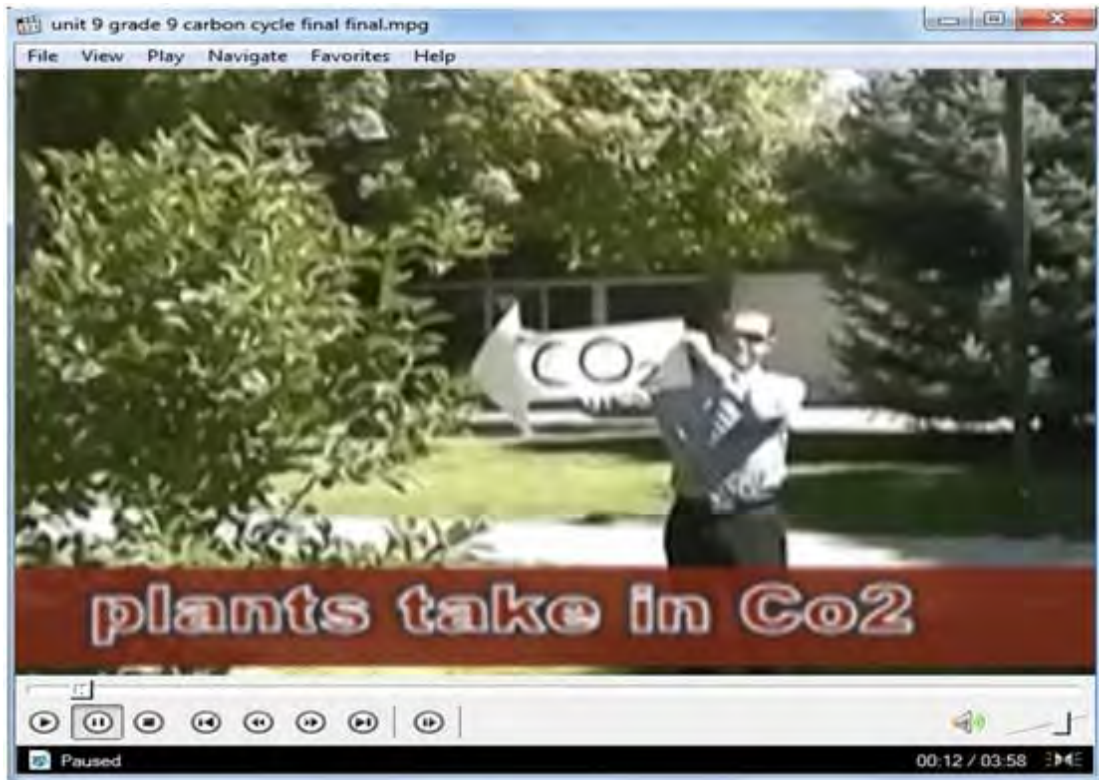 unit 9 grade 9 carbon cycle final final.mpg
File View Play Navigate Favorites Help
CO₂
plants take in Co2
Paused
00:12 / 03:58